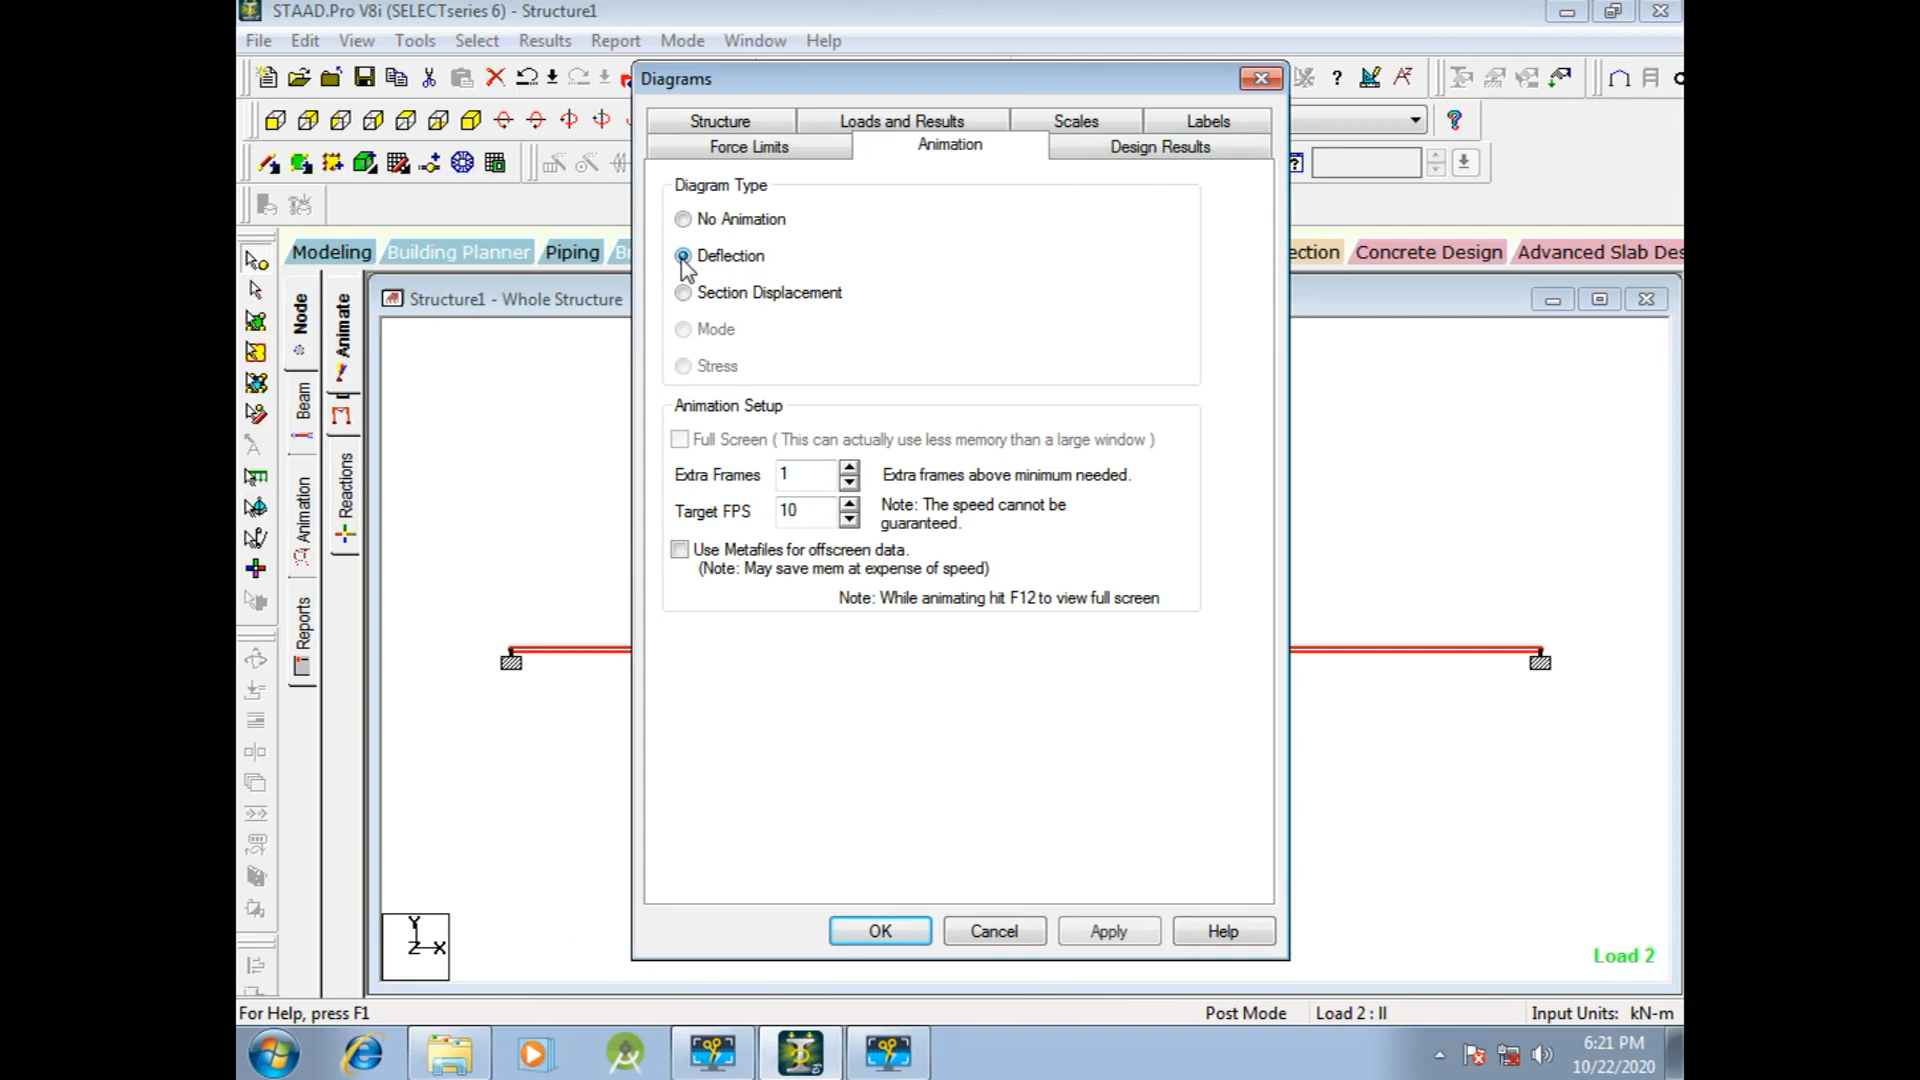 STAAD.Pro V8i (SELECTseries 6) - Structure1
File Edit View Tools Select Results Report Mode Window Help
Diagrams
Structure Loads and Results Scales Labels
Force Limits Animation Design Results
Diagram Type
No Animation
Deflection
Section Displacement
Mode
Stress
Animation Setup
Full Screen ( This can actually use less memory than a large window )
Extra Frames 1 Extra frames above minimum needed.
Target FPS 10 Note: The speed cannot be
guaranteed.
Use Metafiles for offscreen data.
(Note: May save mem at expense of speed)
Note: While animating hit F12 to view full screen
OK Cancel Apply Help
Modeling Building Planner Piping Br
ection Concrete Design Advanced Slab Des
Structure1 - Whole Structure
Node
Beam
Animation
Reports
Animate
Reactions
Y
Z X
Load 2
For Help, press F1 Post Mode Load 2 : II Input Units: kN-m
6:21 PM
10/22/2020